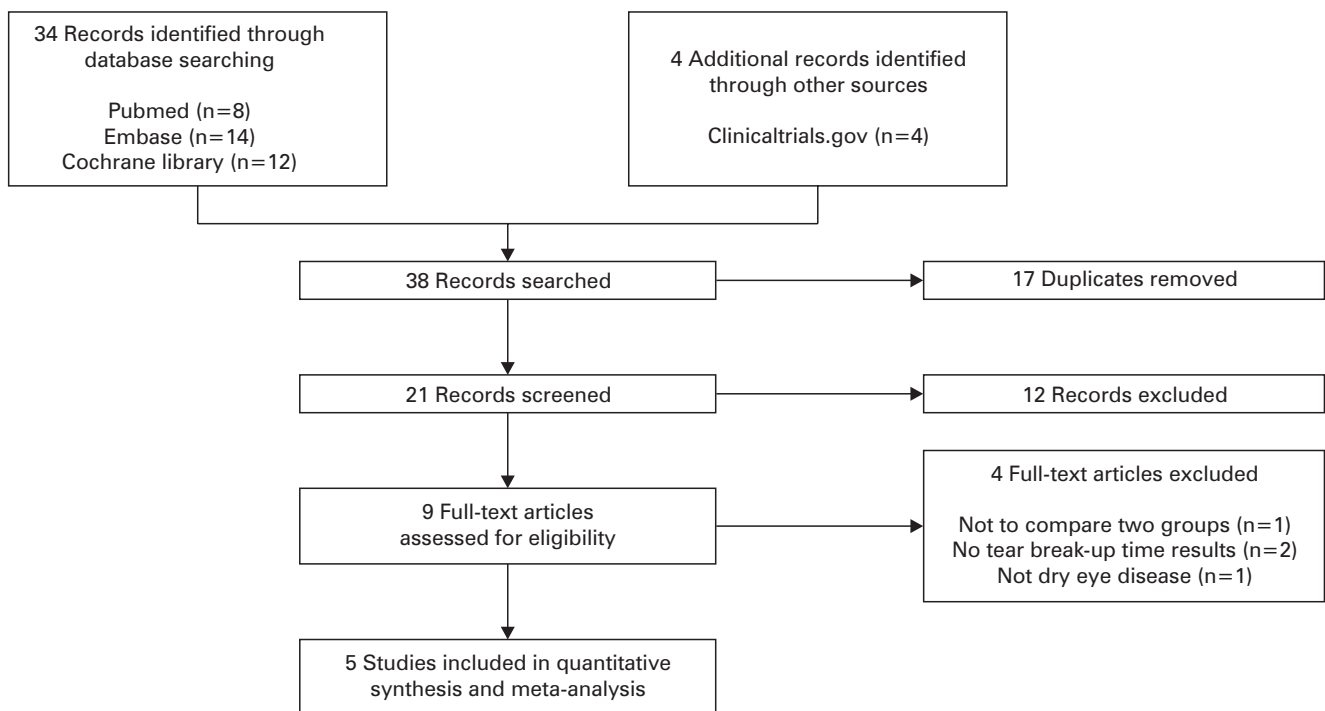 34 Records identified through
database searching
Pubmed (n=8)
Embase (n=14)
Cochrane library (n=12)
4 Additional records identified
through other sources
Clinicaltrials.gov (n=4)
38 Records searched
17 Duplicates removed
21 Records screened
12 Records excluded
9 Full-text articles
assessed for eligibility
4 Full-text articles excluded
Not to compare two groups (n=1)
No tear break-up time results (n=2)
Not dry eye disease (n=1)
5 Studies included in quantitative
synthesis and meta-analysis